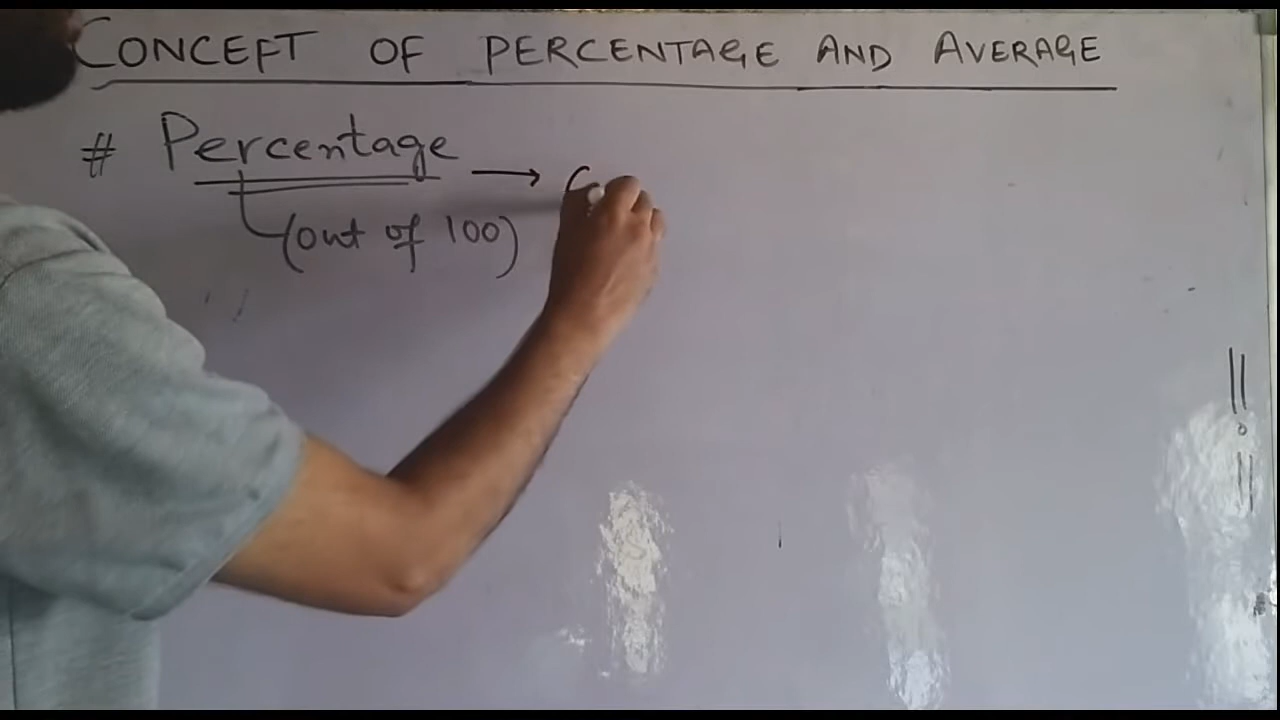 CONCEPT OF PERCENTAGE AND AVERAGE
# Percentage →
(out of 100)